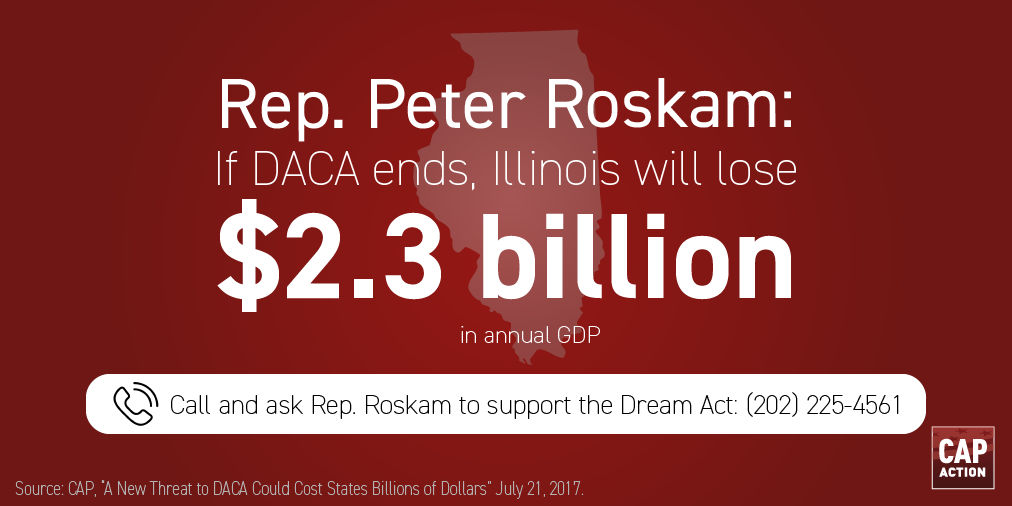 Rep. Peter Roskam:
If DACA ends, Illinois will lose
$2.3 billion
in annual GDP
Call and ask Rep. Roskam to support the Dream Act: (202) 225-4561
CAP
ACTION
Source: CAP, "A New Threat to DACA Could Cost States Billions of Dollars" July 21, 2017.